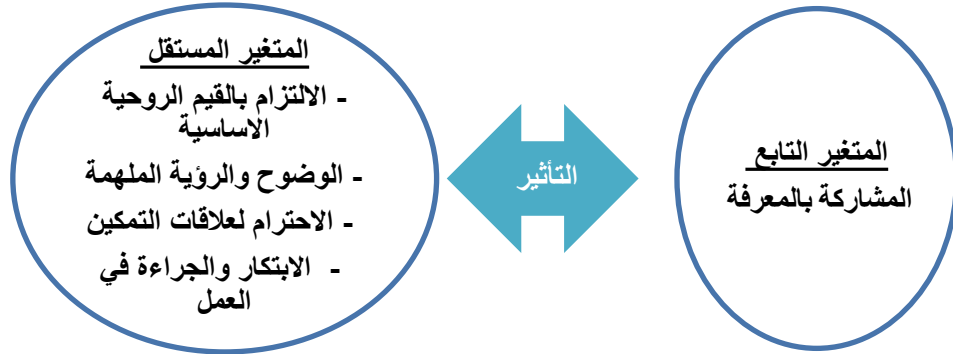 المتغير المستقل
- الالتزام بالقيم الروحية
الاساسية
- الوضوح والرؤية الملهمة
- الاحترام لعلاقات التمكين
- الابتكار والجراءة في
العمل
التأثير
المتغير التابع
المشاركة بالمعرفة